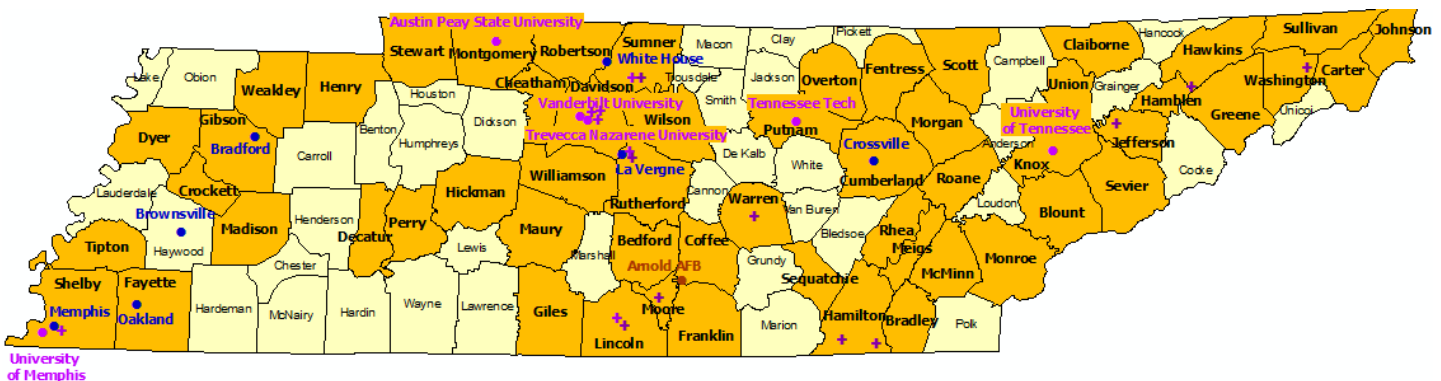 Austin Peay State University
Stewart
Montgomery
Robertson
Sumner
White House
Macon
Clay
Pickett
Hancock
Sullivan
Johnson
Lake
Obion
Weakley
Henry
Houston
Cheatham
Davidson
Trousdale
Smith
Jackson
Overton
Fentress
Scott
Campbell
Claiborne
Union
Grainger
Hawkins
Hamblen
Washington
Carter
Unicoi
Greene
Dyer
Gibson
Bradford
Carroll
Benton
Humphreys
Dickson
Vanderbilt University
Wilson
Trevecca Nazarene University
Tennessee Tech
Putnam
Morgan
University
of Tennessee
Anderson
Knox
Jefferson
Cocke
Lauderdale
Crockett
Brownsville
Haywood
Madison
Henderson
Decatur
Perry
Hickman
Williamson
La Vergne
Rutherford
De Kalb
Cannon
White
Warren
Van Buren
Crossville
Cumberland
Roane
Loudon
Blount
Sevier
Tipton
Chester
Lewis
Maury
Marshall
Bedford
Coffee
Arnold AFB
Grundy
Bledsoe
Sequatchie
Rhea
Meigs
McMinn
Monroe
Shelby
Memphis
Fayette
Oakland
Hardeman
McNairy
Hardin
Wayne
Lawrence
Giles
Lincoln
Moore
Franklin
Marion
Hamilton
Bradley
Polk
University
of Memphis